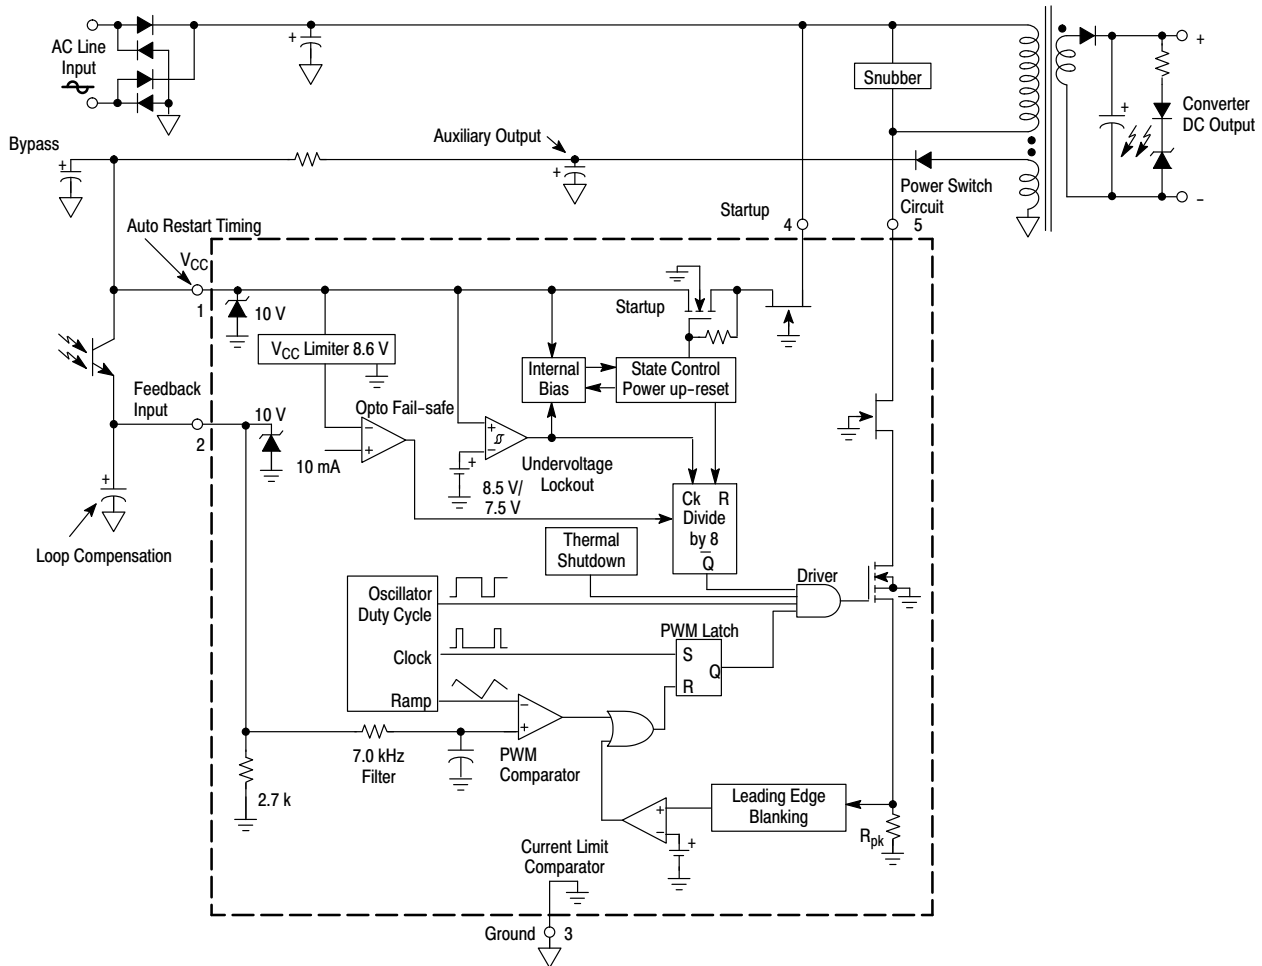 AC Line
Input
+
Snubber
+
+
Converter
DC Output
−
Bypass
+
Auxiliary Output
+
Power Switch
Circuit
Startup
4
5
Auto Restart Timing
VCC
1
10 V
Startup
VCC Limiter 8.6 V
Internal
Bias
State Control
Power up−reset
Feedback
Input
2
10 V
Opto Fail−safe
−
+
10 mA
+
−
+
Undervoltage
Lockout
8.5 V/
7.5 V
Ck R
Divide
by 8
Q
+
Loop Compensation
Thermal
Shutdown
Driver
Oscillator
Duty Cycle
Clock
Ramp
PWM Latch
S
Q
R
−
+
PWM
Comparator
7.0 kHz
Filter
2.7 k
Leading Edge
Blanking
+
−
+
Rpk
Current Limit
Comparator
Ground
3